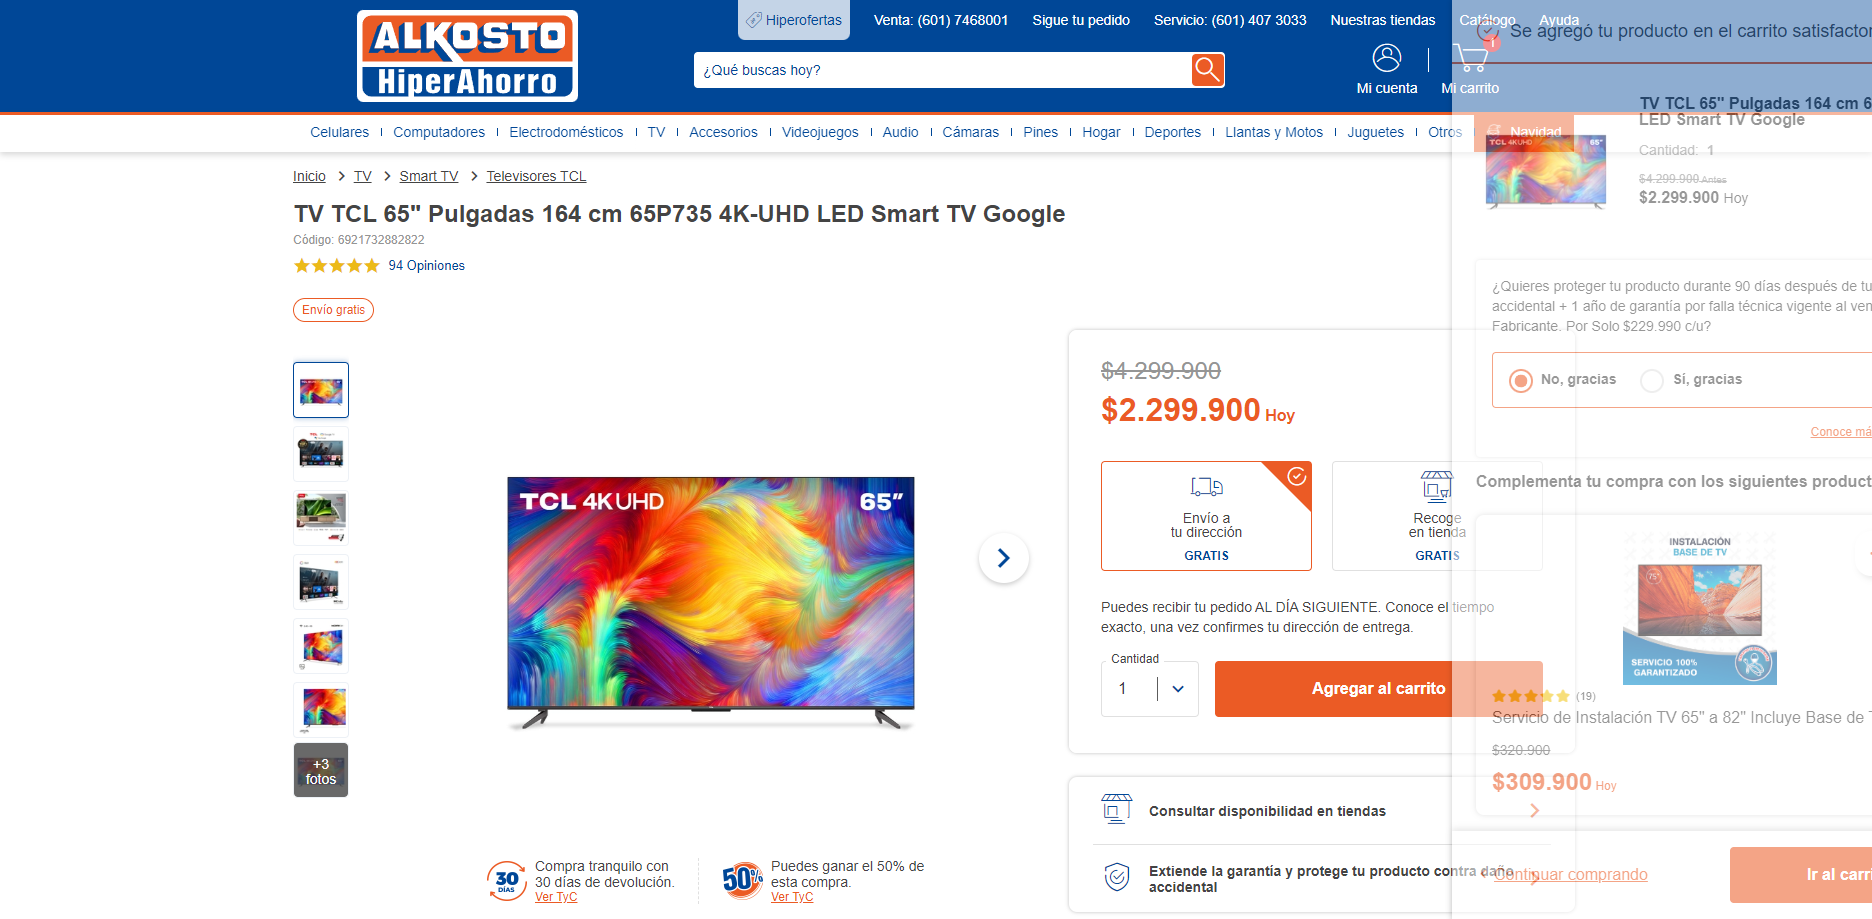 Hiperofertas
Venta: (601) 7468001
Sigue tu pedido
Servicio: (601) 407 3033
Nuestras tiendas
Catálogo
Ayuda
ALKOSTO
HiperAhorro
¿Qué buscas hoy?
Mi cuenta
1
Mi carrito
Celulares
Computadores
Electrodomésticos
TV
Accesorios
Videojuegos
Audio
Cámaras
Pines
Hogar
Deportes
Llantas y Motos
Juguetes
Otros
Navidad
Inicio
TV
Smart TV
Televisores TCL
TV TCL 65" Pulgadas 164 cm 65P735 4K-UHD LED Smart TV Google
Código: 6921732882822
94 Opiniones
Envío gratis
+3
fotos
TCL 4K UHD
65"
$4.299.900
$2.299.900 Hoy
Envío a
tu dirección
GRATIS
Recoge
en tienda
GRATIS
Puedes recibir tu pedido AL DÍA SIGUIENTE. Conoce el tiempo
exacto, una vez confirmes tu dirección de entrega.
Cantidad
1
Agregar al carrito
Consultar disponibilidad en tiendas
Extiende la garantía y protege tu producto contra daño
accidental
30
DÍAS
Compra tranquilo con
30 días de devolución.
Ver TyC
50%
Puedes ganar el 50% de
esta compra.
Ver TyC
Se agregó tu producto en el carrito satisfactor
TV TCL 65" Pulgadas 164 cm 6
LED Smart TV Google
TCL 4K UHD
65"
Cantidad: 1
$4.299.900 Antes
$2.299.900 Hoy
¿Quieres proteger tu producto durante 90 días después de tu
accidental + 1 año de garantía por falla técnica vigente al ven
Fabricante. Por Solo $229.990 c/u?
No, gracias
Sí, gracias
Conoce má
Complementa tu compra con los siguientes product
INSTALACIÓN
BASE DE TV
75"
SERVICIO 100%
GARANTIZADO
(19)
Servicio de Instalación TV 65" a 82" Incluye Base de T
$320.900
$309.900 Hoy
Continuar comprando
Ir al carri